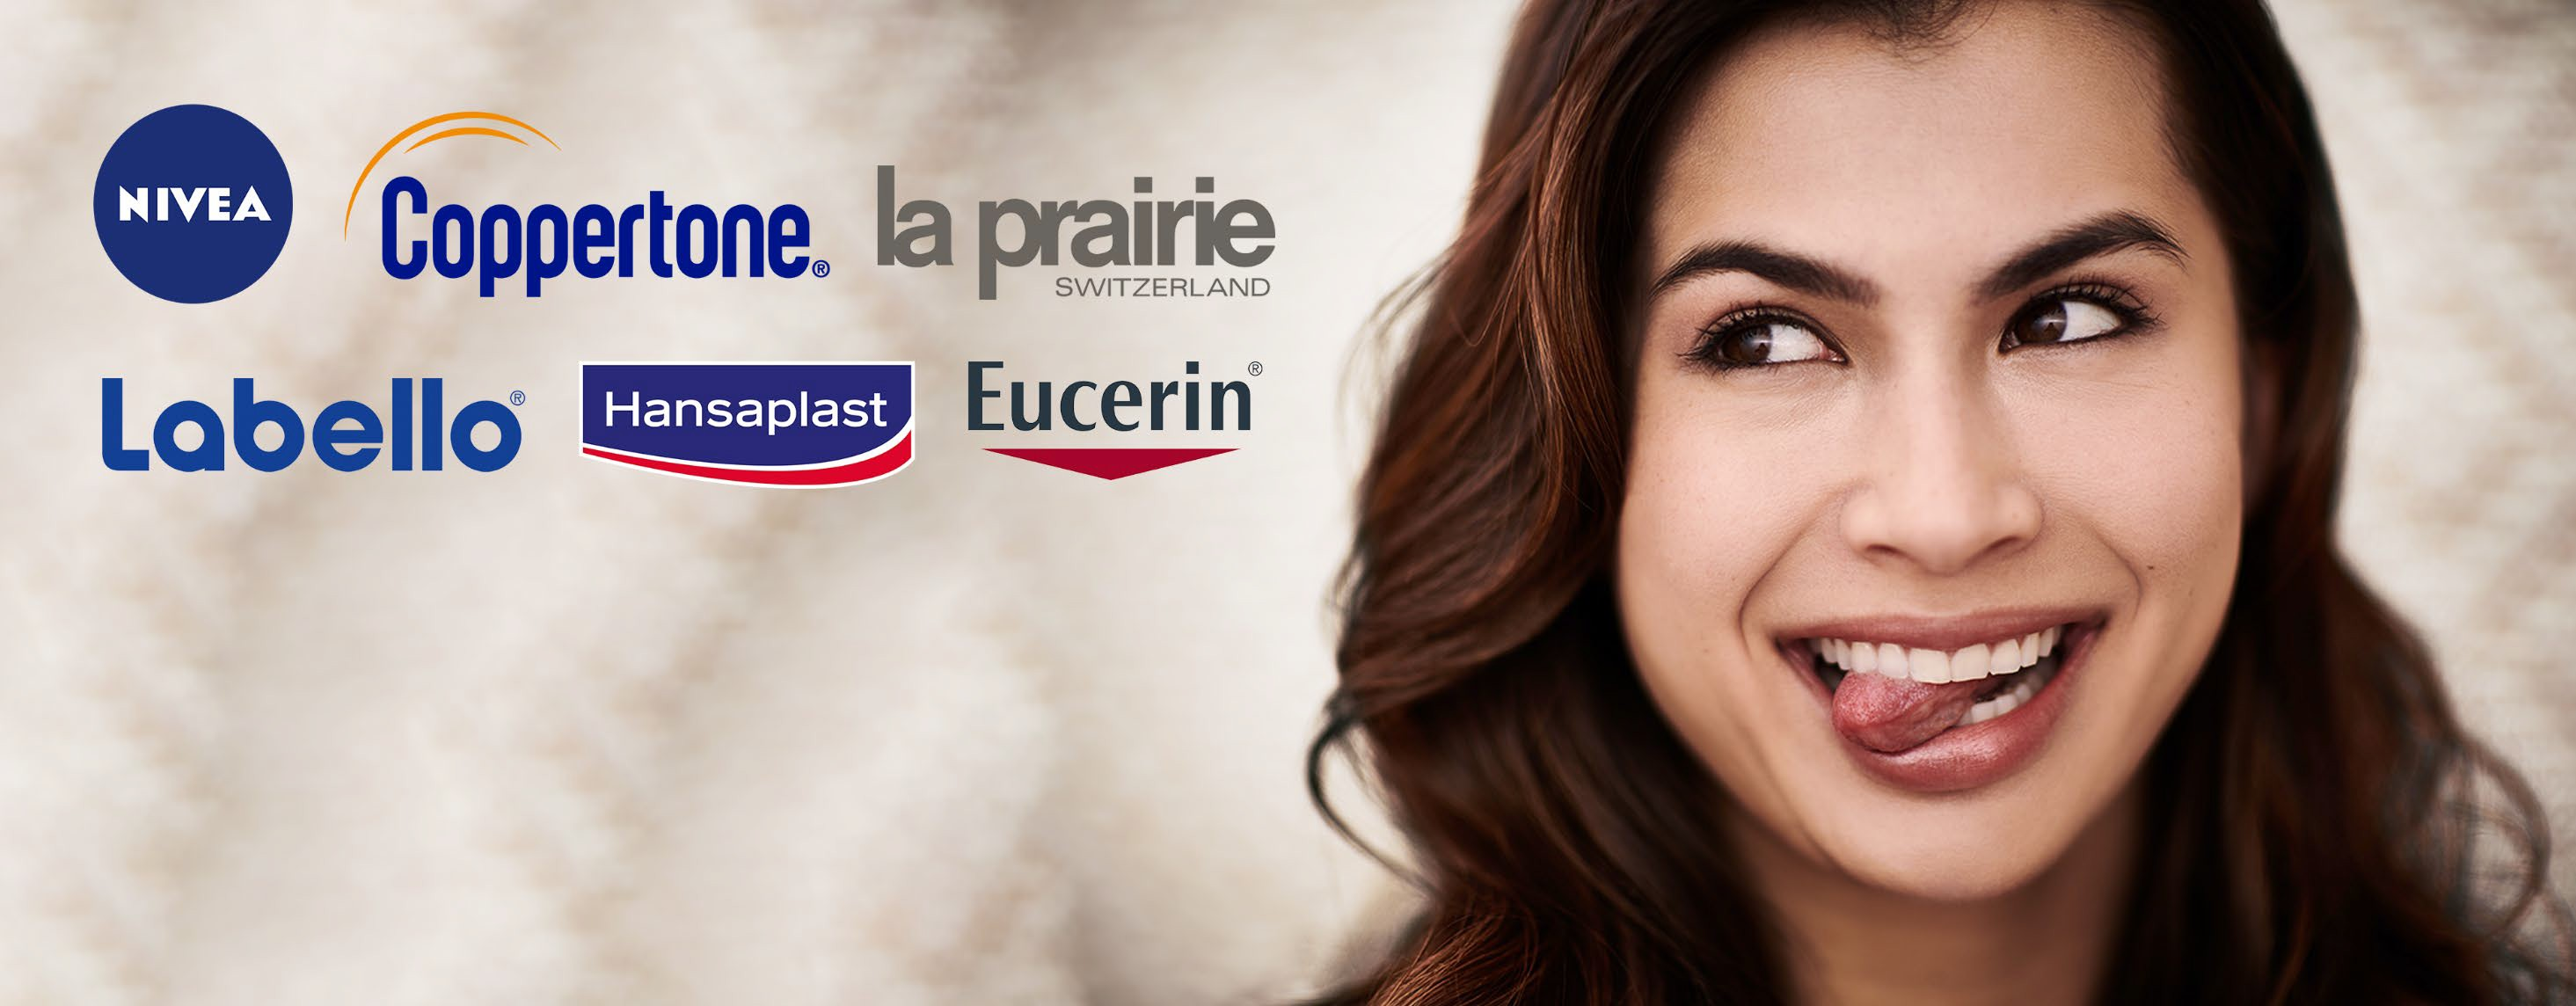 NIVEA
Coppertone®
la prairie
SWITZERLAND
Labello®
Hansaplast
Eucerin®